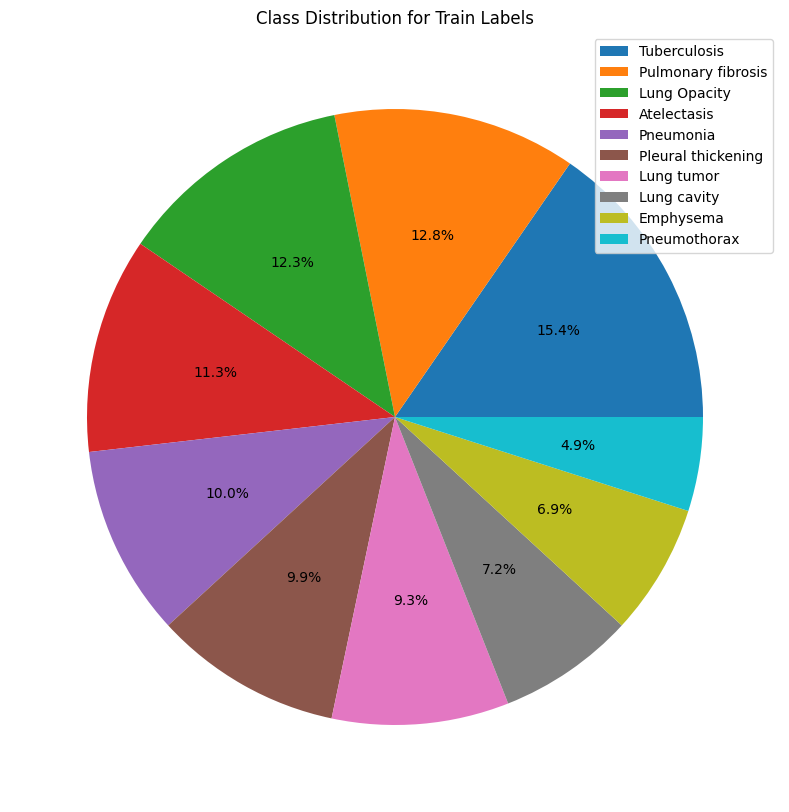 Class Distribution for Train Labels
Tuberculosis
Pulmonary fibrosis
Lung Opacity
Atelectasis
Pneumonia
Pleural thickening
Lung tumor
Lung cavity
Emphysema
Pneumothorax
12.8%
12.3%
15.4%
11.3%
4.9%
10.0%
6.9%
9.9%
7.2%
9.3%